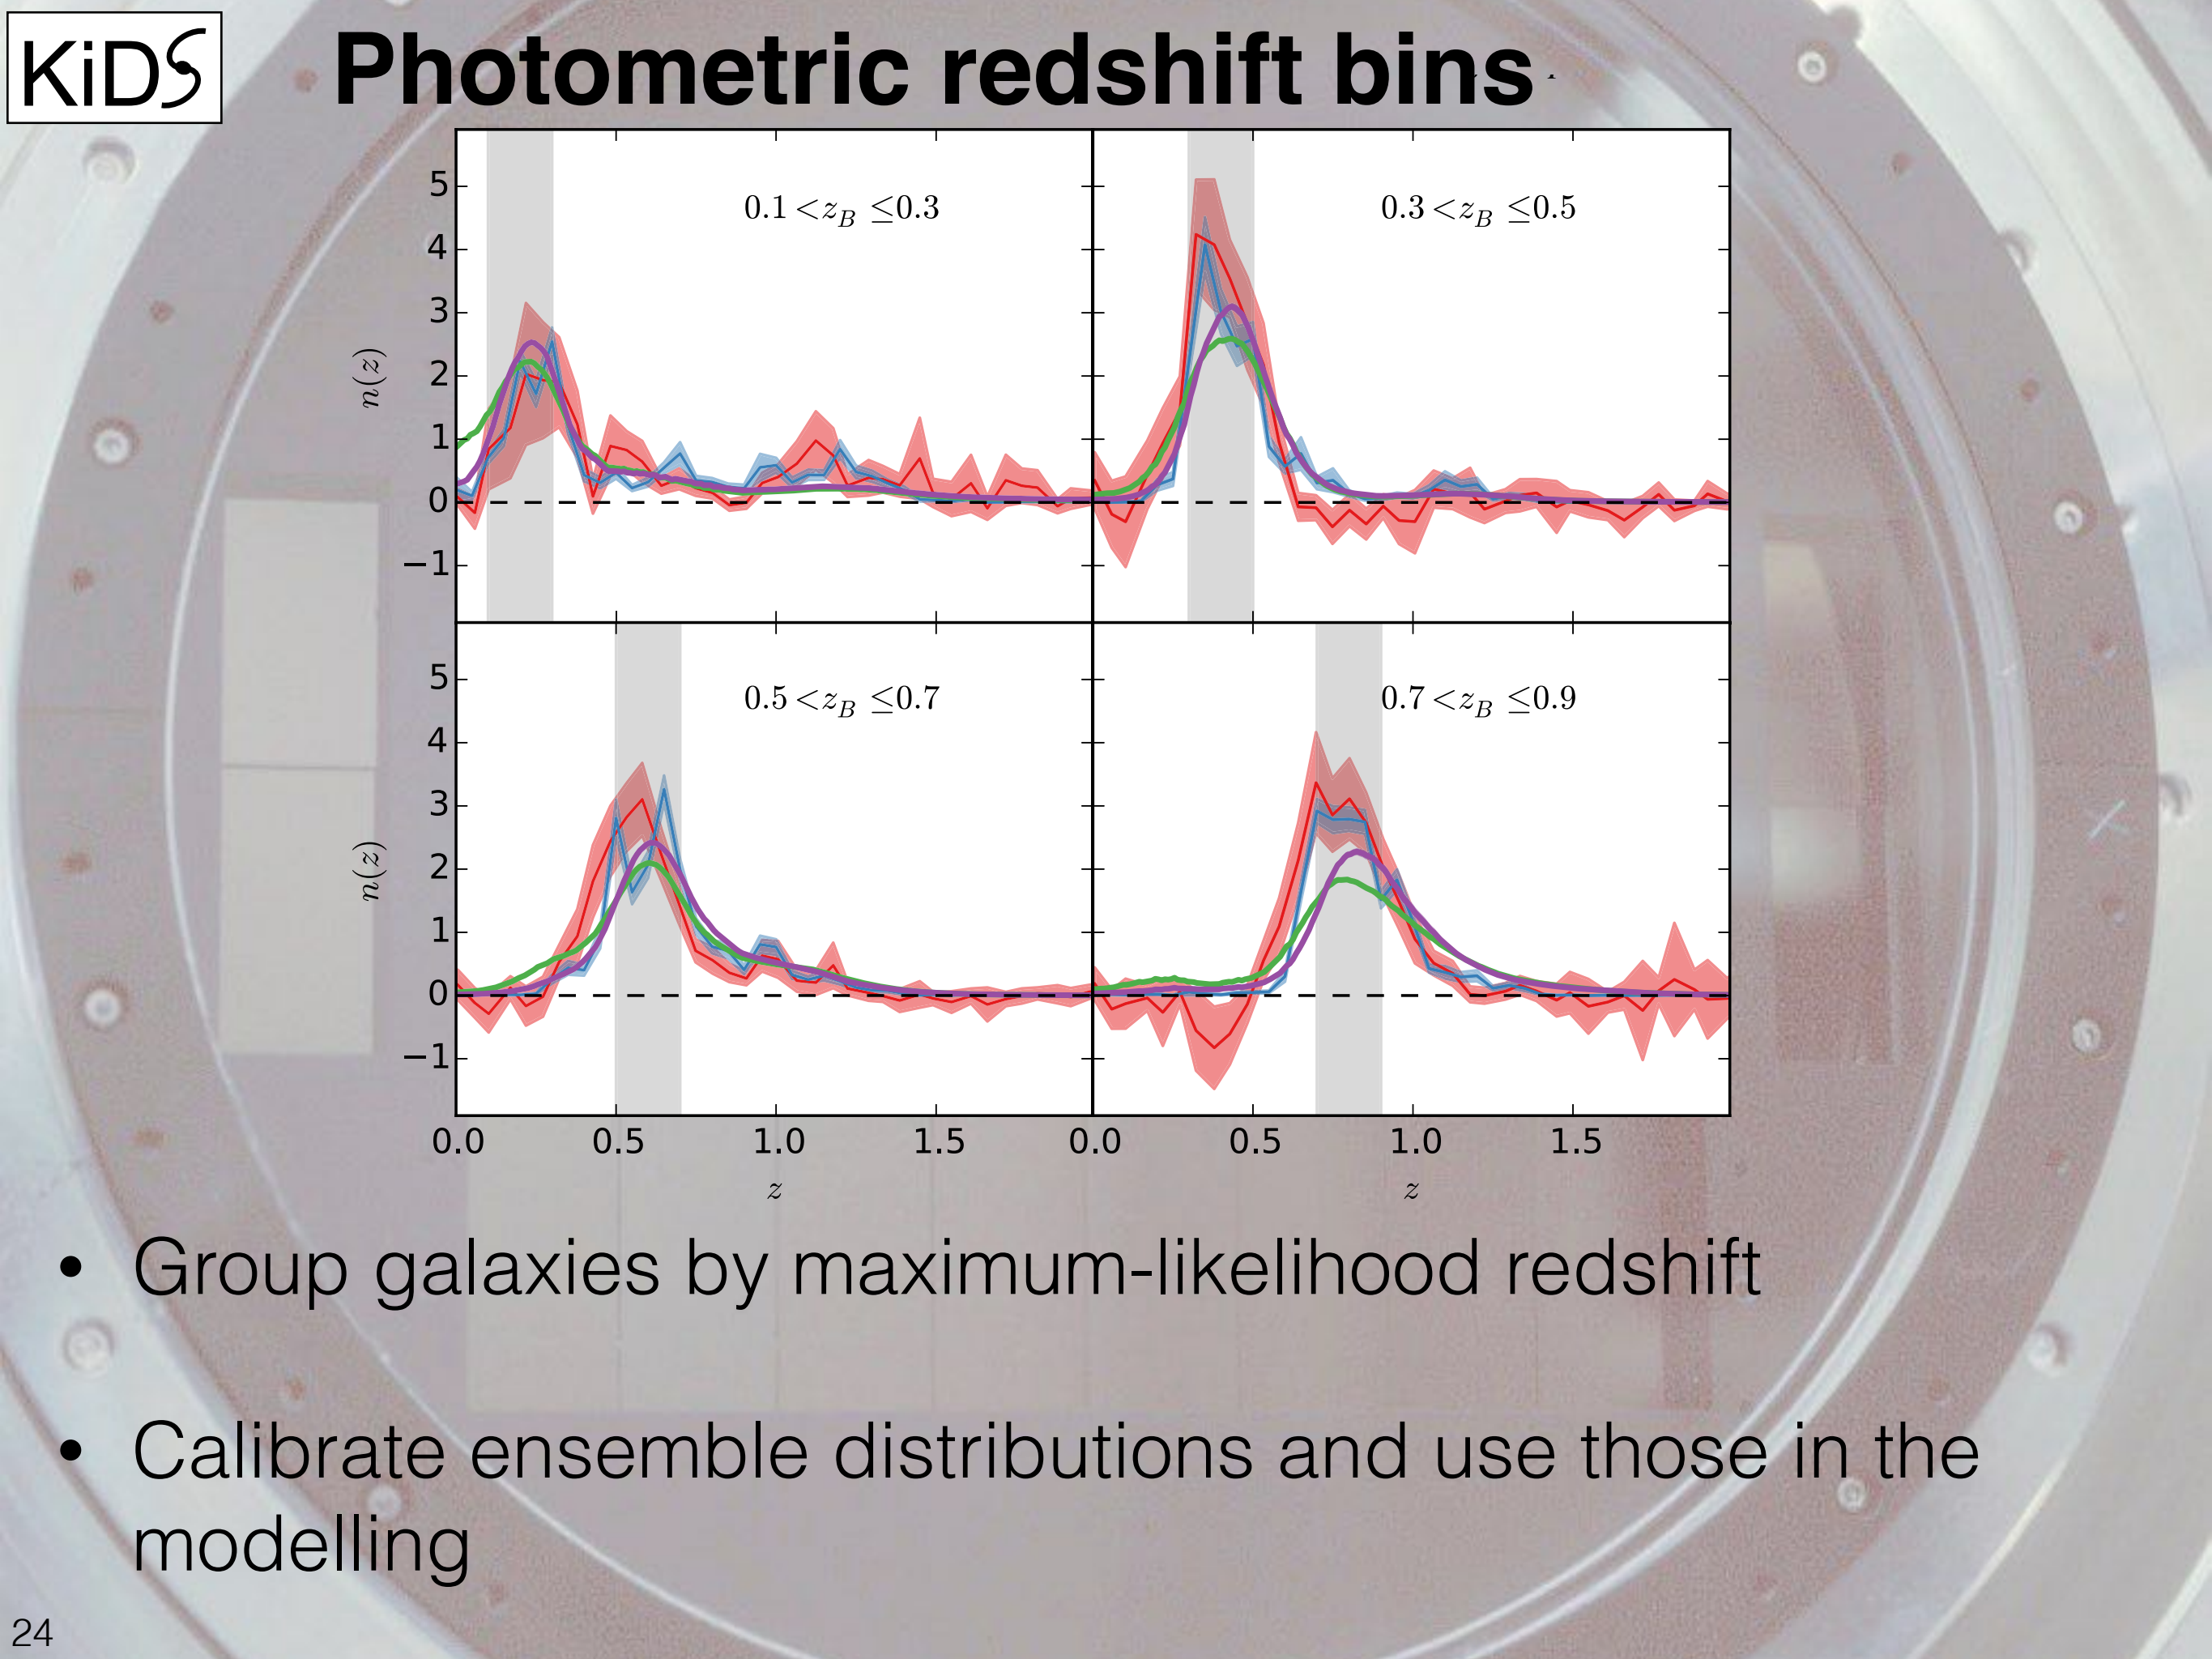 KiDS
Photometric redshift bins
0.1 < z_B ≤ 0.3
0.3 < z_B ≤ 0.5
5
4
3
2
1
0
−1
n(z)
0.5 < z_B ≤ 0.7
0.7 < z_B ≤ 0.9
5
4
3
2
1
0
−1
n(z)
0.0 0.5 1.0 1.5 0.0 0.5 1.0 1.5
z z
• Group galaxies by maximum-likelihood redshift
• Calibrate ensemble distributions and use those in the
modelling
24